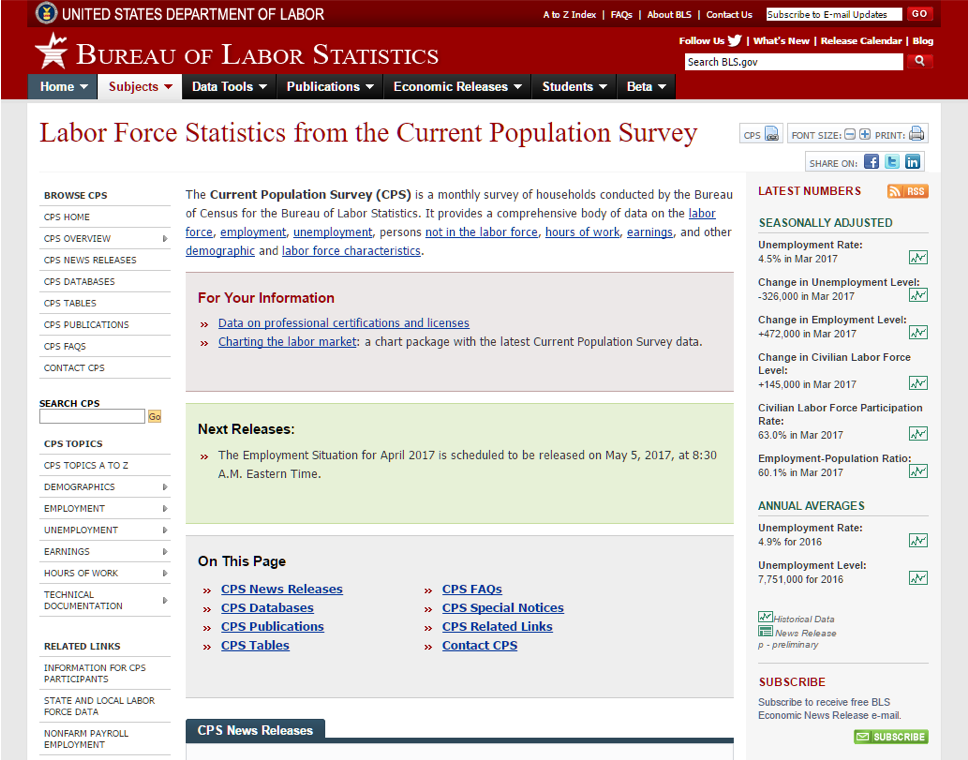 UNITED STATES DEPARTMENT OF LABOR
A to Z Index | FAQs | About BLS | Contact Us
Subscribe to E-mail Updates GO
BUREAU OF LABOR STATISTICS
Follow Us | What's New | Release Calendar | Blog
Search BLS.gov
Home Subjects Data Tools Publications Economic Releases Students Beta
Labor Force Statistics from the Current Population Survey
CPS FONT SIZE: PRINT:
SHARE ON:
BROWSE CPS
CPS HOME
CPS OVERVIEW
CPS NEWS RELEASES
CPS DATABASES
CPS TABLES
CPS PUBLICATIONS
CPS FAQS
CONTACT CPS
SEARCH CPS
Go
CPS TOPICS
CPS TOPICS A TO Z
DEMOGRAPHICS
EMPLOYMENT
UNEMPLOYMENT
EARNINGS
HOURS OF WORK
TECHNICAL
DOCUMENTATION
RELATED LINKS
INFORMATION FOR CPS
PARTICIPANTS
STATE AND LOCAL LABOR
FORCE DATA
NONFARM PAYROLL
EMPLOYMENT
The Current Population Survey (CPS) is a monthly survey of households conducted by the Bureau
of Census for the Bureau of Labor Statistics. It provides a comprehensive body of data on the labor
force, employment, unemployment, persons not in the labor force, hours of work, earnings, and other
demographic and labor force characteristics.
For Your Information
» Data on professional certifications and licenses
» Charting the labor market: a chart package with the latest Current Population Survey data.
Next Releases:
» The Employment Situation for April 2017 is scheduled to be released on May 5, 2017, at 8:30
A.M. Eastern Time.
On This Page
» CPS News Releases
» CPS Databases
» CPS Publications
» CPS Tables
» CPS FAQs
» CPS Special Notices
» CPS Related Links
» Contact CPS
CPS News Releases
LATEST NUMBERS RSS
SEASONALLY ADJUSTED
Unemployment Rate:
4.5% in Mar 2017
Change in Unemployment Level:
-326,000 in Mar 2017
Change in Employment Level:
+472,000 in Mar 2017
Change in Civilian Labor Force
Level:
+145,000 in Mar 2017
Civilian Labor Force Participation
Rate:
63.0% in Mar 2017
Employment-Population Ratio:
60.1% in Mar 2017
ANNUAL AVERAGES
Unemployment Rate:
4.9% for 2016
Unemployment Level:
7,751,000 for 2016
Historical Data
News Release
p - preliminary
SUBSCRIBE
Subscribe to receive free BLS
Economic News Release e-mail.
SUBSCRIBE